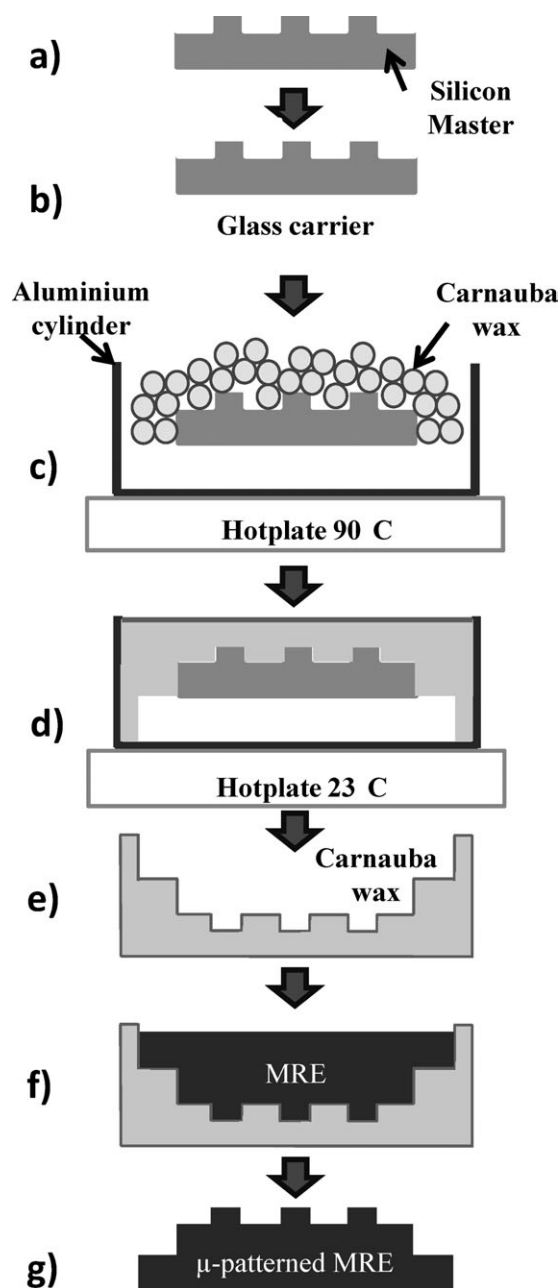 a)
Silicon
Master
b)
Glass carrier
Aluminium
cylinder
Carnauba
wax
c)
Hotplate 90 C
d)
Hotplate 23 C
Carnauba
wax
e)
MRE
f)
µ-patterned MRE
g)